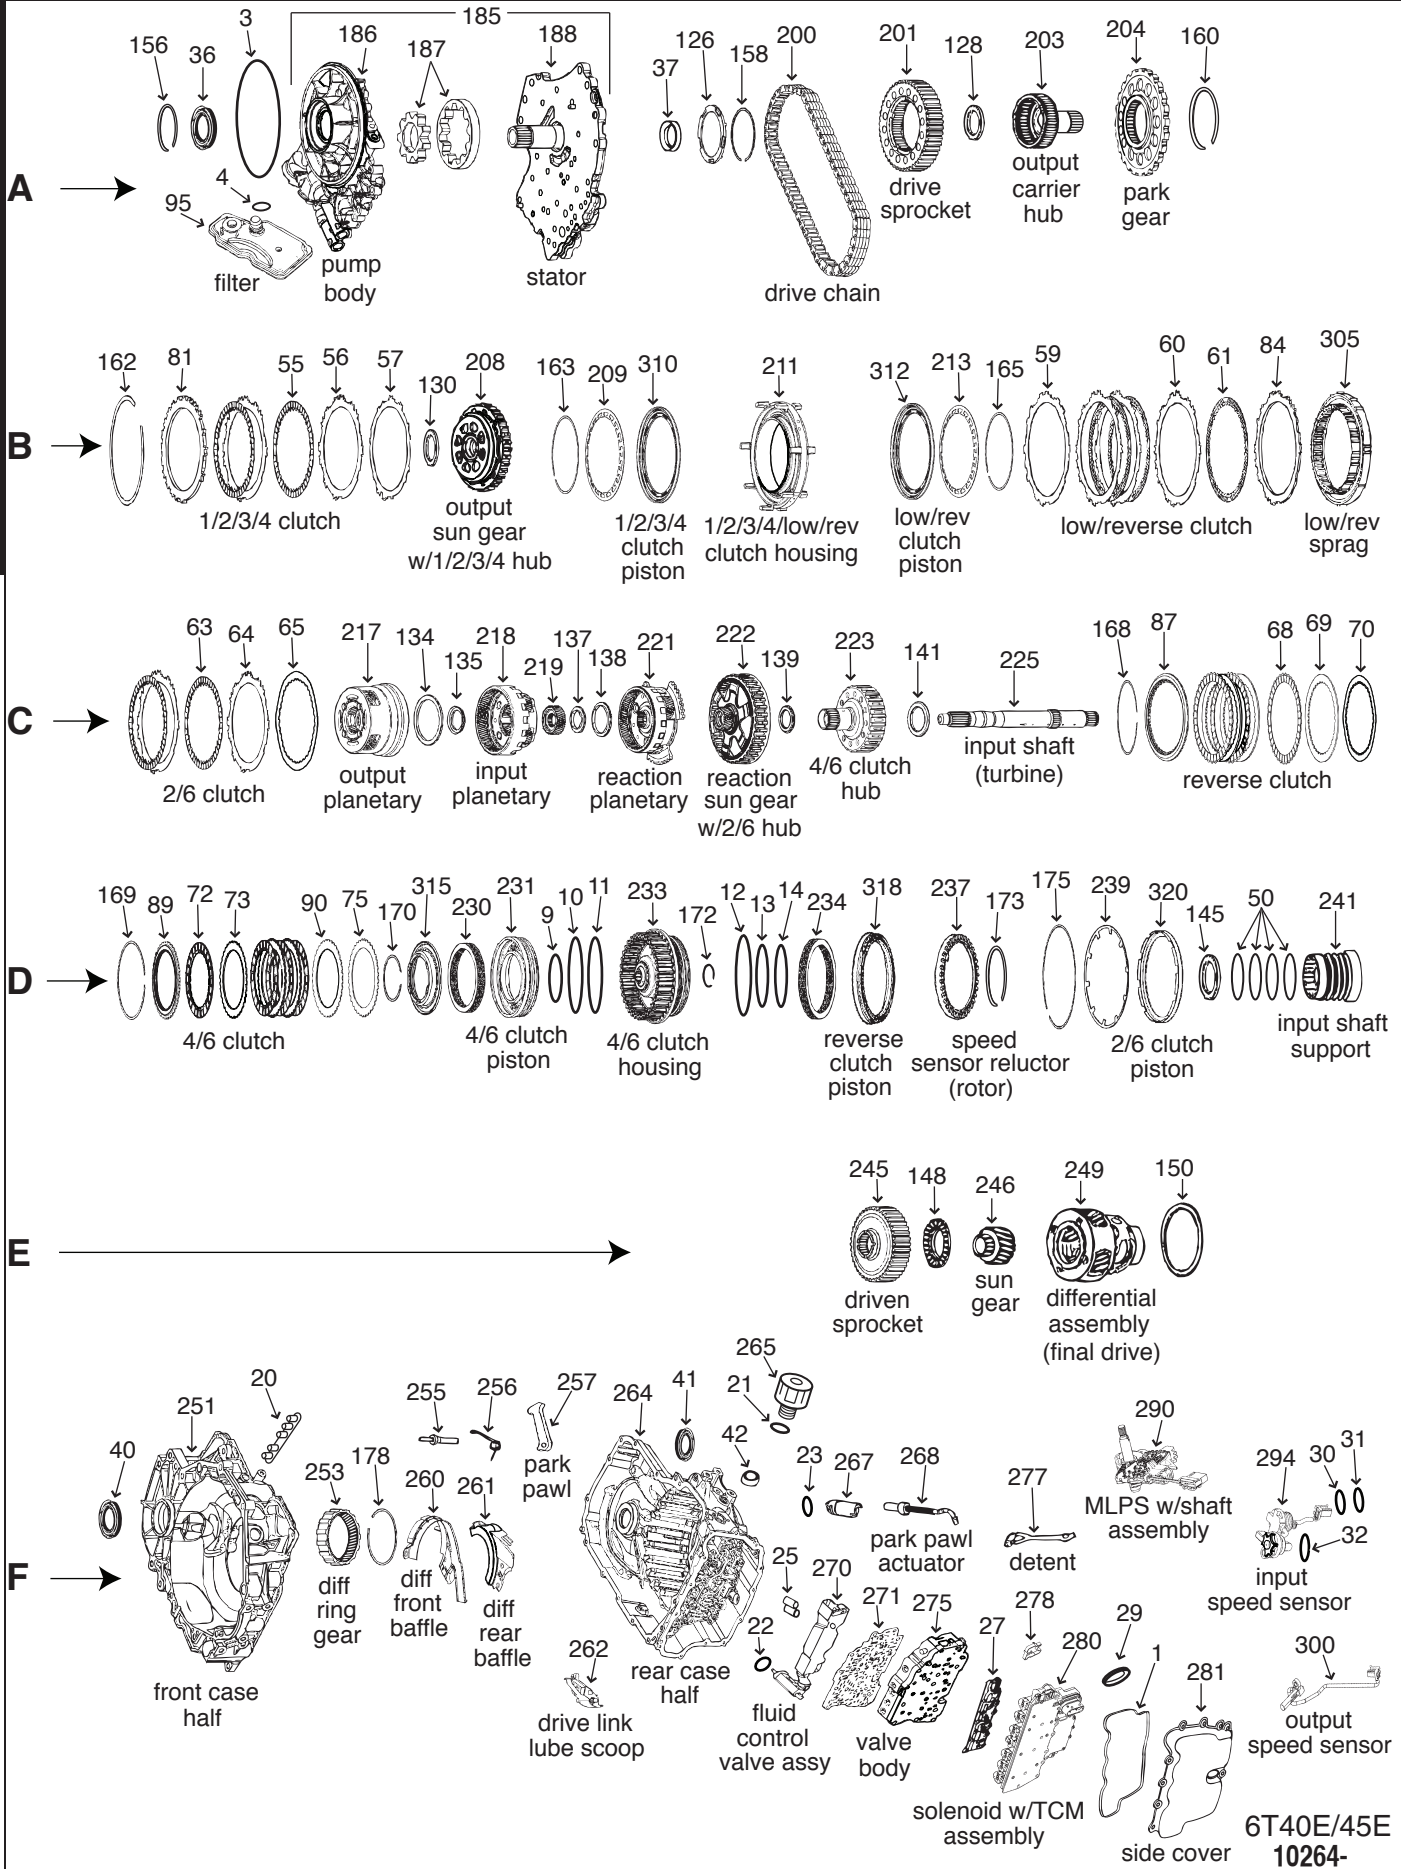 185
3
156
36
186
187
188
37
126
158
200
201
128
203
204
160
A
95
4
filter
pump
body
stator
drive chain
drive
sprocket
output
carrier
hub
park
gear
162
81
55
56
57
130
208
163
209
310
211
312
213
165
59
60
61
84
305
B
1/2/3/4 clutch
output
sun gear
w/1/2/3/4 hub
1/2/3/4
clutch
piston
1/2/3/4/low/rev
clutch housing
low/rev
clutch
piston
low/reverse clutch
low/rev
sprag
63
64
65
217
134
135
218
219
137
138
221
222
139
223
141
225
168
87
68
69
70
C
2/6 clutch
output
planetary
input
planetary
reaction
planetary
reaction
sun gear
w/2/6 hub
4/6 clutch
hub
input shaft
(turbine)
reverse clutch
169
89
72
73
90
75
170
315
230
231
9
10
11
233
172
12
13
14
234
318
237
173
175
239
320
145
50
241
D
4/6 clutch
4/6 clutch
piston
4/6 clutch
housing
reverse
clutch
piston
speed
sensor reluctor
(rotor)
2/6 clutch
piston
input shaft
support
245
148
246
249
150
E
driven
sprocket
sun
gear
differential
assembly
(final drive)
40
251
20
253
178
255
256
257
260
261
264
41
265
21
42
23
267
268
277
290
294
30
31
32
F
park
pawl
park pawl
actuator
detent
MLPS w/shaft
assembly
input
speed sensor
front case
half
diff
ring
gear
diff
front
baffle
diff
rear
baffle
262
drive link
lube scoop
rear case
half
25
22
270
271
275
27
278
280
29
1
281
300
fluid
control
valve assy
valve
body
solenoid w/TCM
assembly
side cover
output
speed sensor
6T40E/45E
10264-